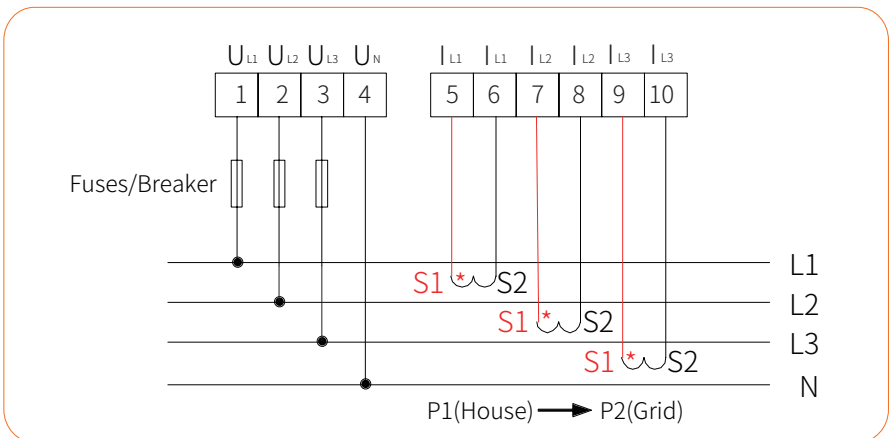 UL1 UL2 UL3 UN IL1 IL1 IL2 IL2 IL3 IL3
1 2 3 4 5 6 7 8 9 10
Fuses/Breaker
L1
S1 * S2
L2
S1 * S2
L3
S1 * S2
N
P1(House) P2(Grid)